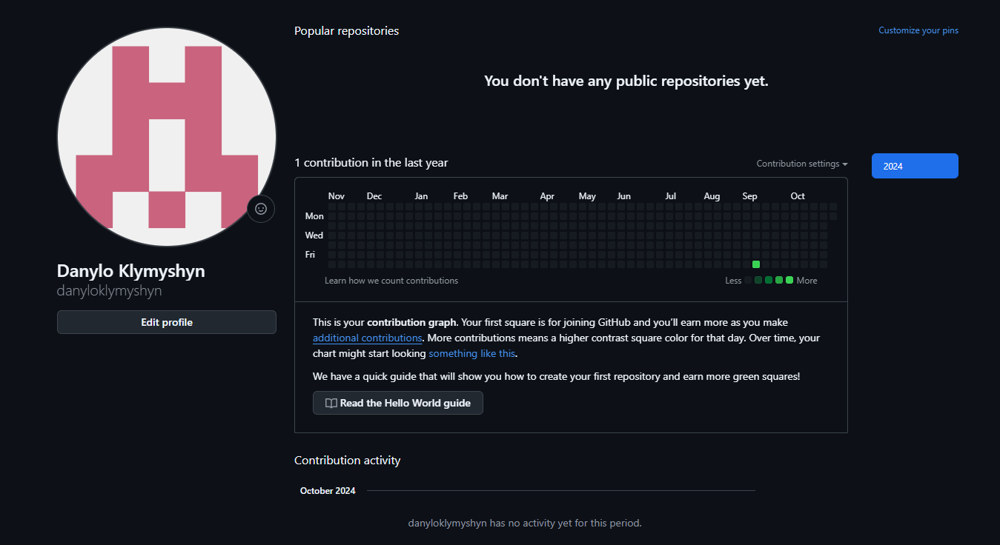 Popular repositories
Customize your pins
You don't have any public repositories yet.
1 contribution in the last year
Contribution settings
2024
Nov Dec Jan Feb Mar Apr May Jun Jul Aug Sep Oct
Mon
Wed
Fri
Learn how we count contributions
Less More
This is your contribution graph. Your first square is for joining GitHub and you'll earn more as you make
additional contributions. More contributions means a higher contrast square color for that day. Over time, your
chart might start looking something like this.
We have a quick guide that will show you how to create your first repository and earn more green squares!
Read the Hello World guide
Danylo Klymyshyn
danyloklymyshyn
Edit profile
Contribution activity
October 2024
danyloklymyshyn has no activity yet for this period.